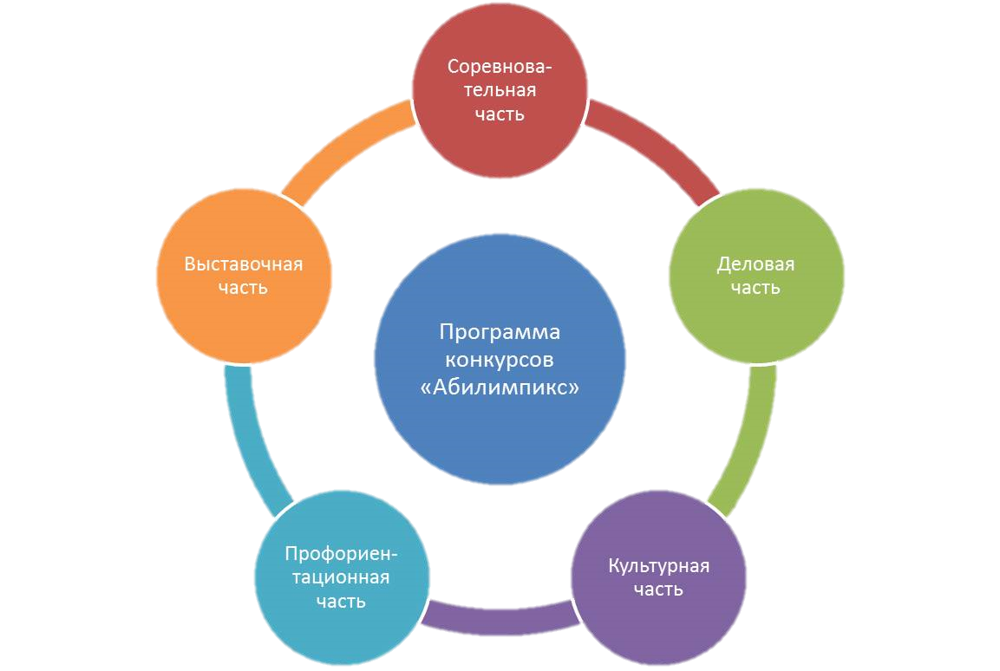 Соревнова-
тельная
часть
Выставочная
часть
Деловая
часть
Программа
конкурсов
«Абилимпикс»
Профориен-
тационная
часть
Культурная
часть